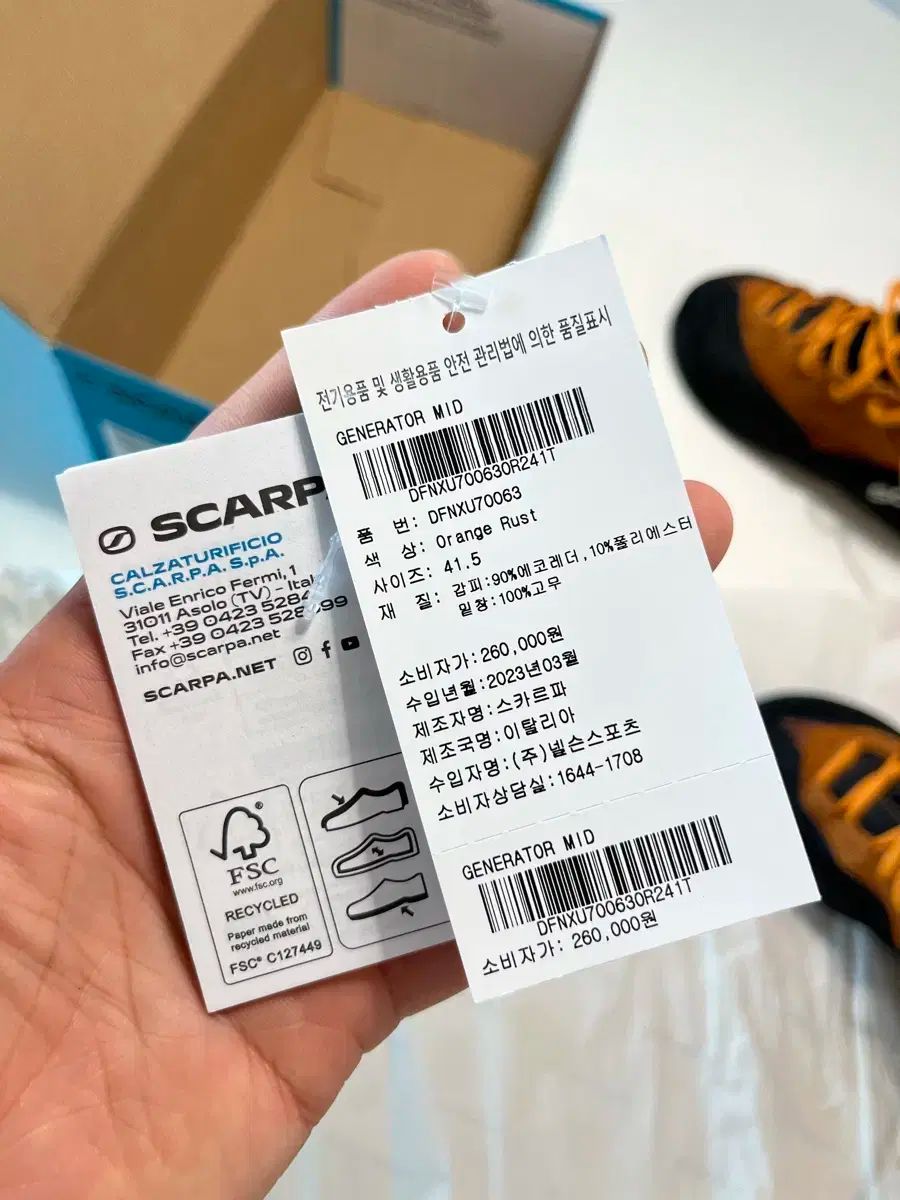 전기용품 및 생활용품 안전 관리법에 의한 품질표시
GENERATOR MID
DFNXU70063OR241T
품 번: DFNXU70063
색 상: Orange Rust
사이즈: 41.5
재 질: 갑피:90%에코레더,10%폴리에스터
밑창:100%고무
소비자가:260,000원
수입년월:2023년03월
제조자명:스카르파
제조국명:이탈리아
수입자명:(주)넬슨스포츠
소비자상담실:1644-1708
GENERATOR MID
DFNXU70063OR241T
소비자가: 260,000원
SCARP
CALZATURIFICIO
S.C.A.R.P.A. S.p.A.
Viale Enrico Fermi, 1
31011 Asolo (TV) - Ital
Tel. +39 0423 5284
Fax +39 0423 528 99
info@scarpa.net
SCARPA.NET
FSC
www.fsc.org
RECYCLED
Paper made from
recycled material
FSC® C127449